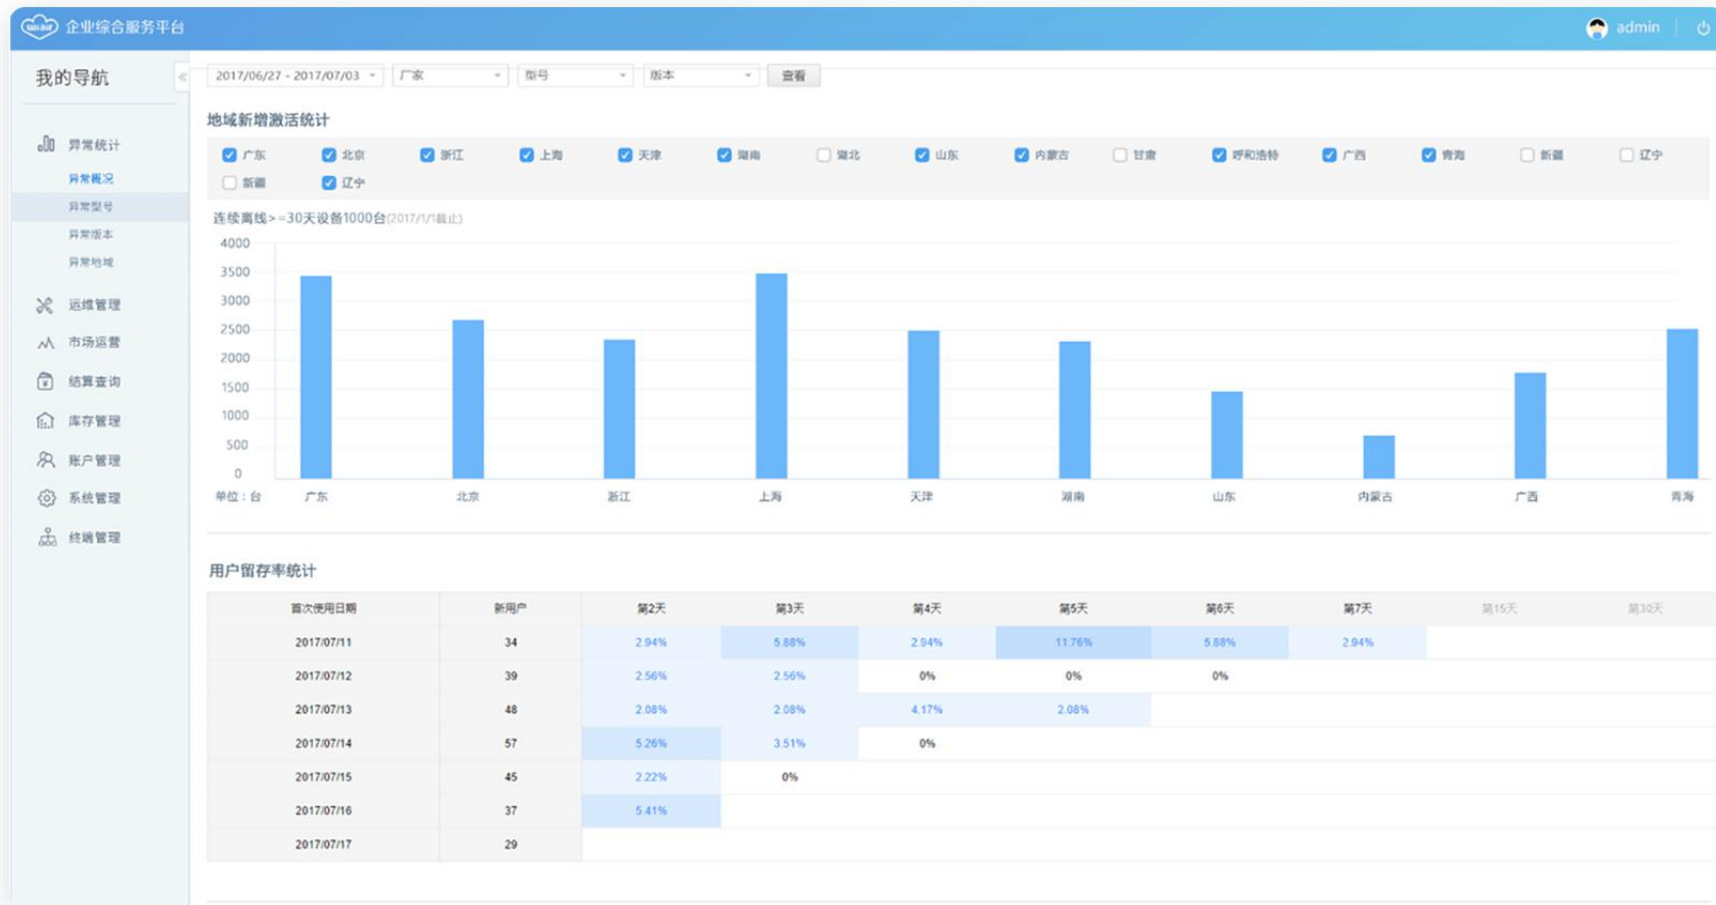 企业综合服务平台
admin
我的导航
2017/06/27 - 2017/07/03 厂家 型号 版本 查看
地域新增激活统计
异常统计
异常概况
异常型号
异常版本
异常地域
运维管理
市场运营
结算查询
库存管理
账户管理
系统管理
终端管理
广东 北京 浙江 上海 天津 湖南 湖北 山东 内蒙古 甘肃 呼和浩特 广西 青海 新疆 辽宁
新疆 辽宁
连续离线>=30天设备1000台(2017/1/1截止)
4000
3500
3000
2500
2000
1500
1000
500
0
单位：台 广东 北京 浙江 上海 天津 湖南 山东 内蒙古 广西 青海
用户留存率统计
首次使用日期 新用户 第2天 第3天 第4天 第5天 第6天 第7天 第15天 第30天
2017/07/11 34 2.94% 5.88% 2.94% 11.76% 5.88% 2.94%
2017/07/12 39 2.56% 2.56% 0% 0% 0%
2017/07/13 48 2.08% 2.08% 4.17% 2.08%
2017/07/14 57 5.26% 3.51% 0%
2017/07/15 45 2.22% 0%
2017/07/16 37 5.41%
2017/07/17 29